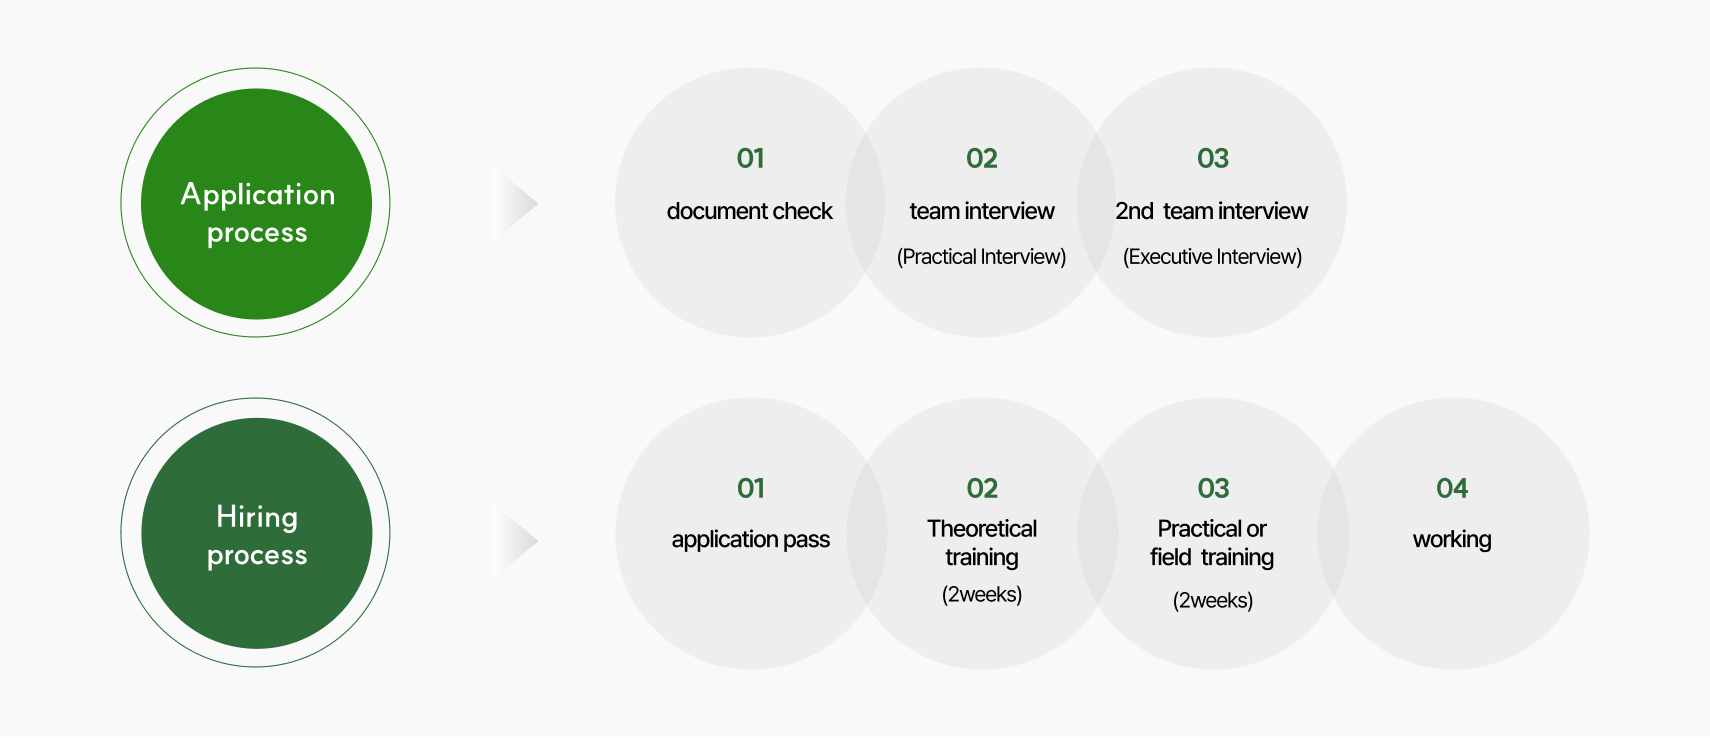 Application
process
01
document check
02
team interview
(Practical Interview)
03
2nd team interview
(Executive Interview)
Hiring
process
01
application pass
02
Theoretical
training
(2weeks)
03
Practical or
field training
(2weeks)
04
working